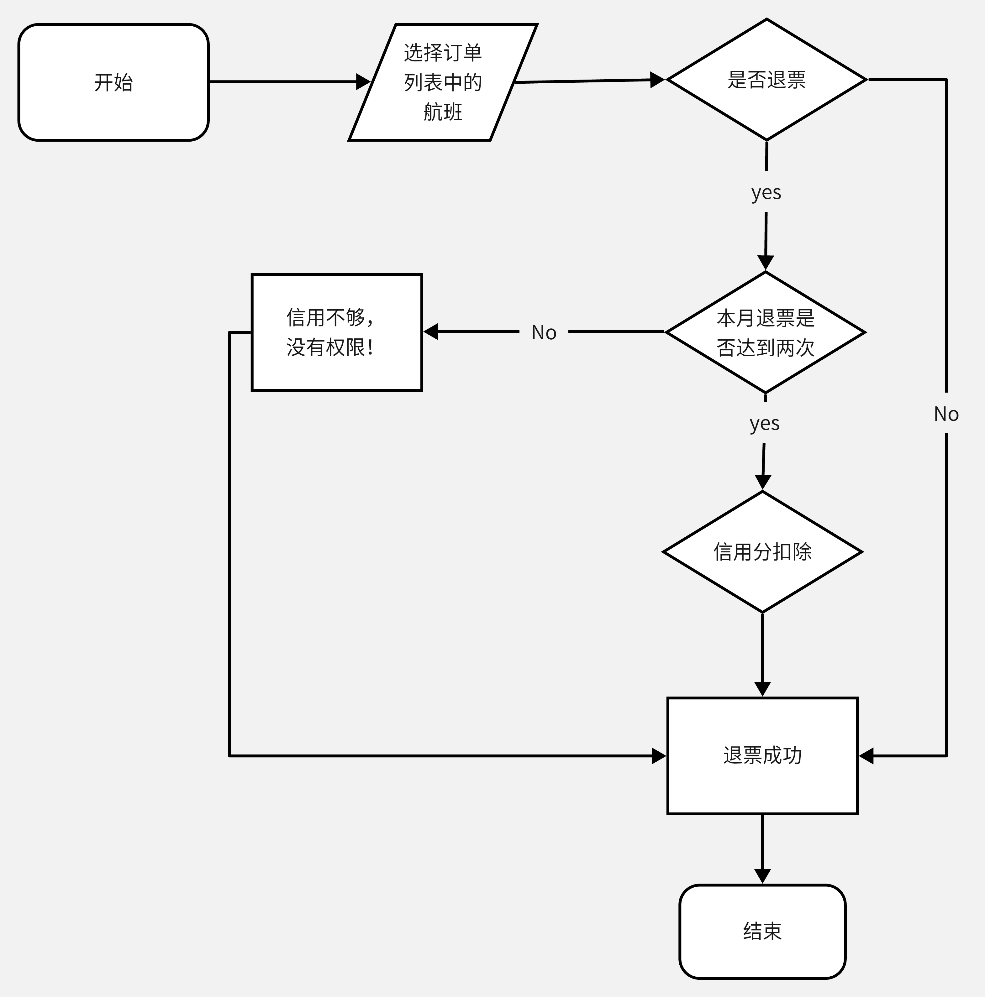 开始
选择订单
列表中的
航班
是否退票
yes
信用不够，
没有权限！
No
本月退票是
否达到两次
No
yes
信用分扣除
退票成功
结束